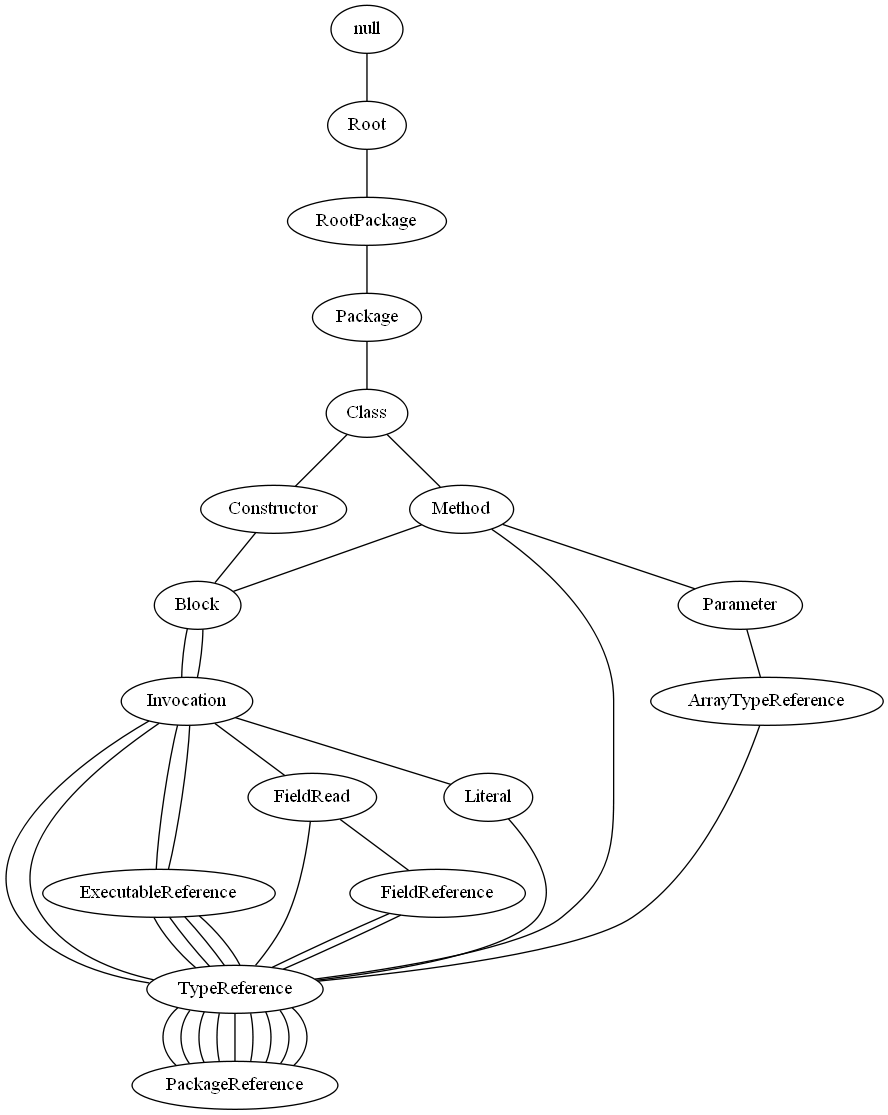 null
Root
RootPackage
Package
Class
Constructor
Method
Block
Parameter
Invocation
ArrayTypeReference
FieldRead
Literal
ExecutableReference
FieldReference
TypeReference
PackageReference